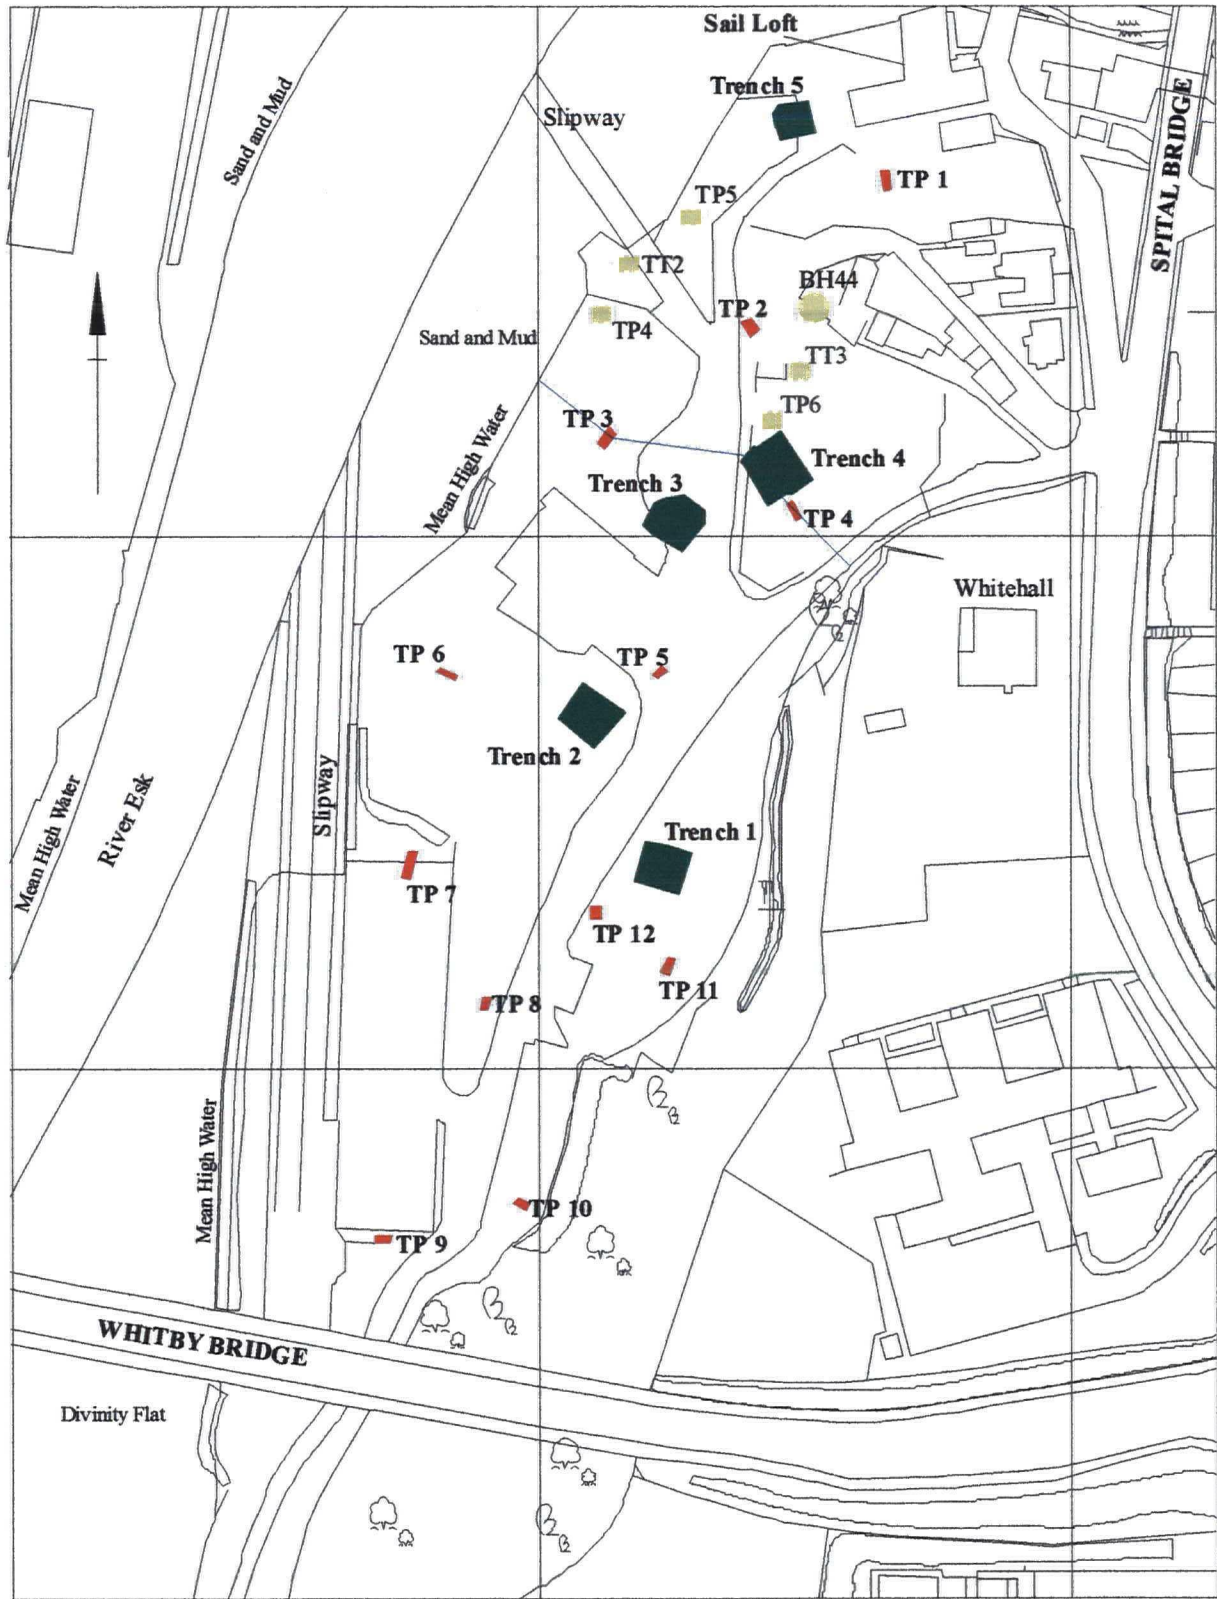 Sail Loft
Sand and Mud
Trench 5
SPITAL BRIDGE
Slipway
TP 1
TP5
TT2
BH44
TP 2
TP4
Sand and Mud
TT3
TP 3
TP6
Mean High Water
Trench 4
Trench 3
TP 4
Whitehall
TP 6
TP 5
Trench 2
Slipway
River Esk
Mean High Water
Trench 1
TP 7
TP 12
TP 11
TP 8
Mean High Water
TP 10
TP 9
WHITBY BRIDGE
Divinity Flat